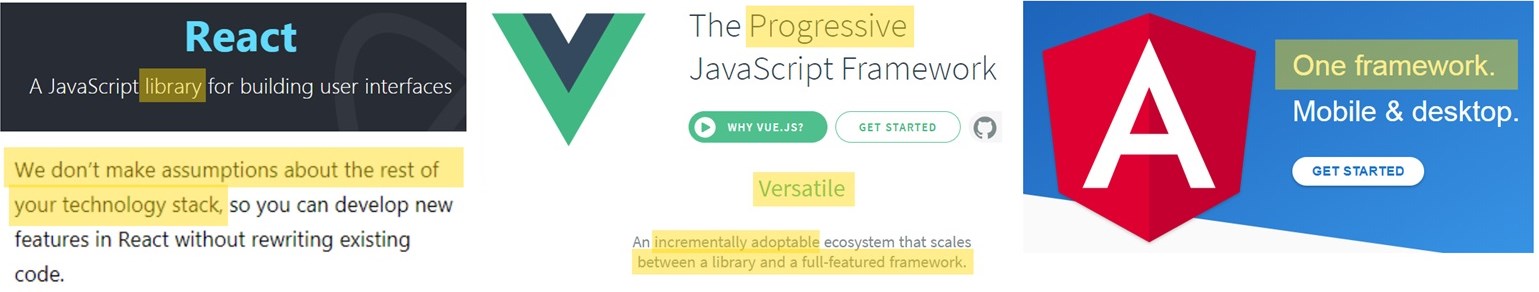 React
A JavaScript library for building user interfaces
We don’t make assumptions about the rest of
your technology stack, so you can develop new
features in React without rewriting existing
code.
The Progressive
JavaScript Framework
WHY VUE.JS?
GET STARTED
Versatile
An incrementally adoptable ecosystem that scales
between a library and a full-featured framework.
A
One framework.
Mobile & desktop.
GET STARTED